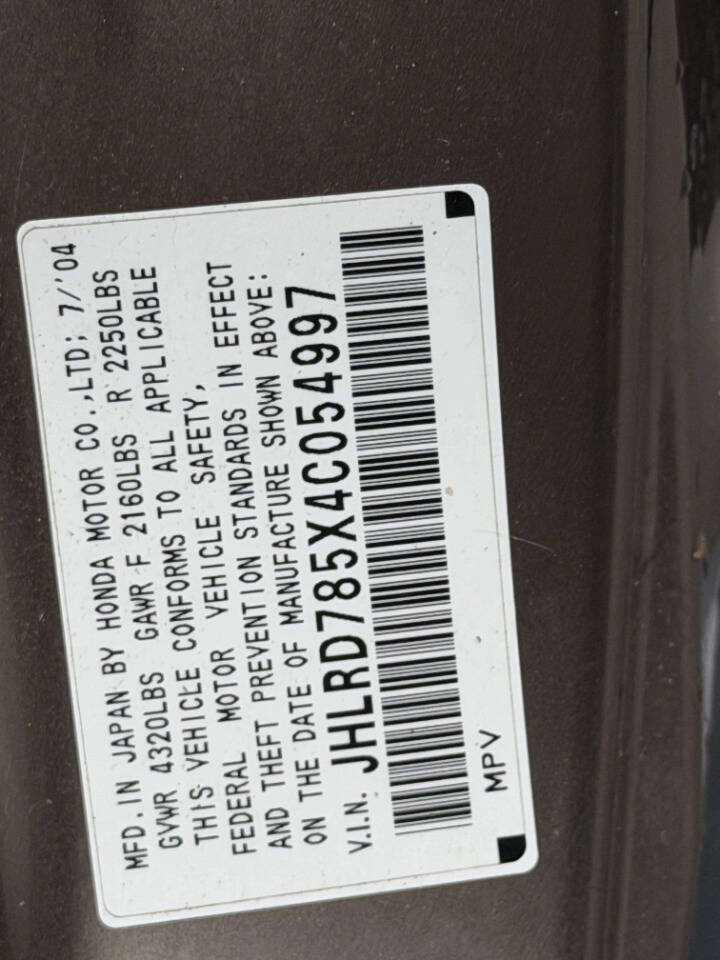 MFD. IN JAPAN BY HONDA MOTOR CO.,LTD; 7/'04
GVWR 4320LBS GAWR F 2160LBS R 2250LBS
THIS VEHICLE CONFORMS TO ALL APPLICABLE
FEDERAL MOTOR VEHICLE SAFETY,
AND THEFT PREVENTION STANDARDS IN EFFECT
ON THE DATE OF MANUFACTURE SHOWN ABOVE:
V.I.N. JHLRD785X4C054997
MPV